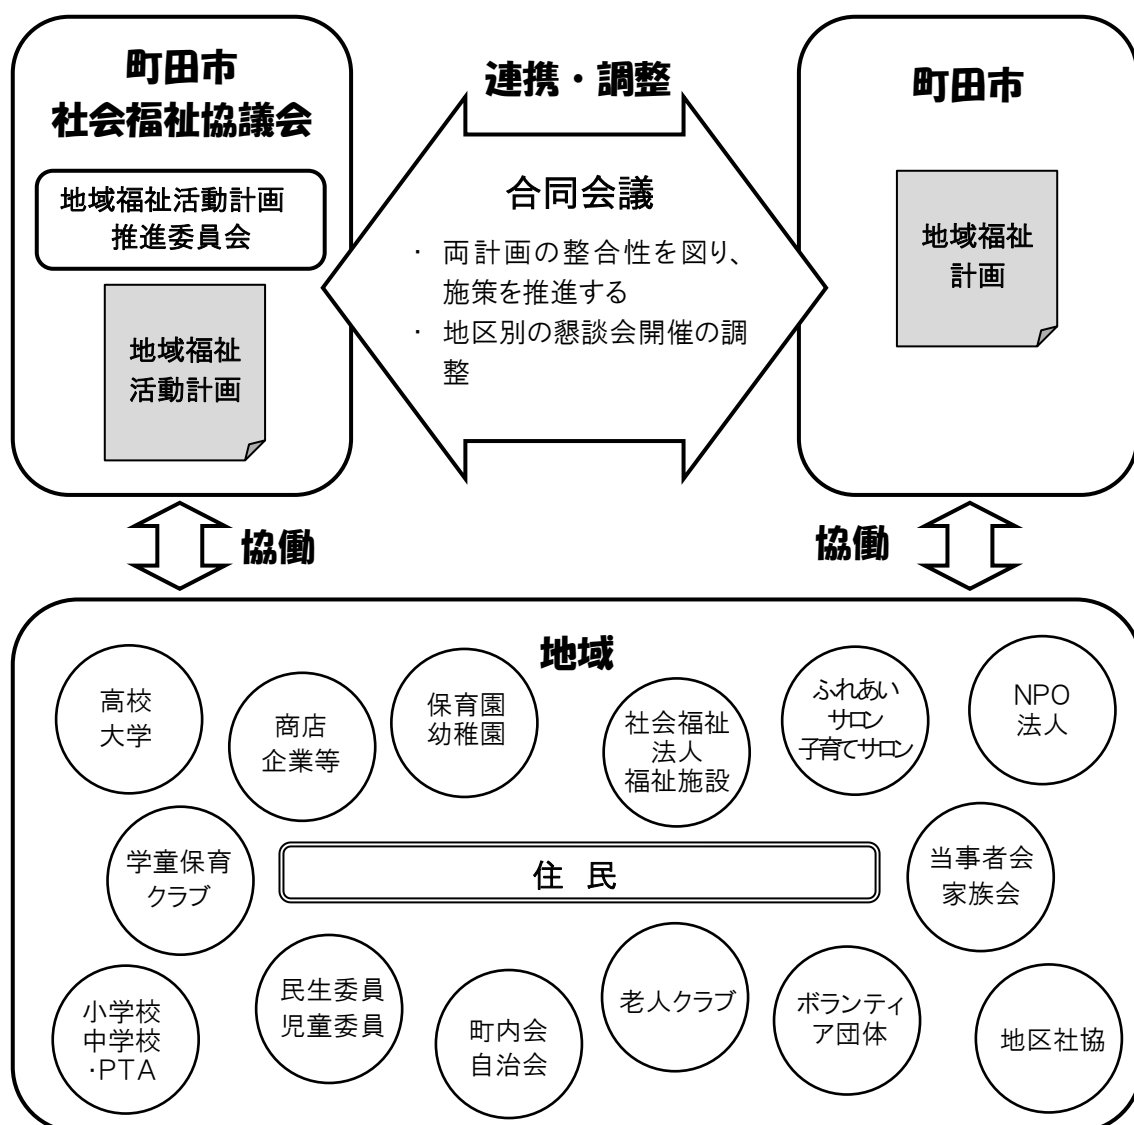 町田市
社会福祉協議会
地域福祉活動計画
推進委員会
地域福祉
活動計画
連携・調整
合同会議
・ 両計画の整合性を図り、
施策を推進する
・ 地区別の懇談会開催の調
整
町田市
地域福祉
計画
協働
協働
地域
高校
大学
商店
企業等
保育園
幼稚園
社会福祉
法人
福祉施設
ふれあい
サロン
子育てサロン
NPO
法人
学童保育
クラブ
住 民
当事者会
家族会
小学校
中学校
・PTA
民生委員
児童委員
町内会
自治会
老人クラブ
ボランティ
ア団体
地区社協